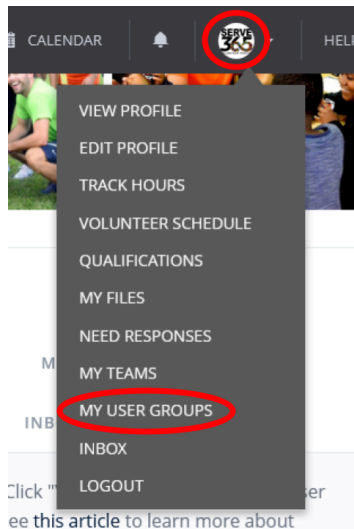 CALENDAR
SERVE
365
HEL
VIEW PROFILE
EDIT PROFILE
TRACK HOURS
VOLUNTEER SCHEDULE
QUALIFICATIONS
MY FILES
NEED RESPONSES
M
MY TEAMS
MY USER GROUPS
INB
INBOX
LOGOUT
Click "
ser
ee this article to learn more about